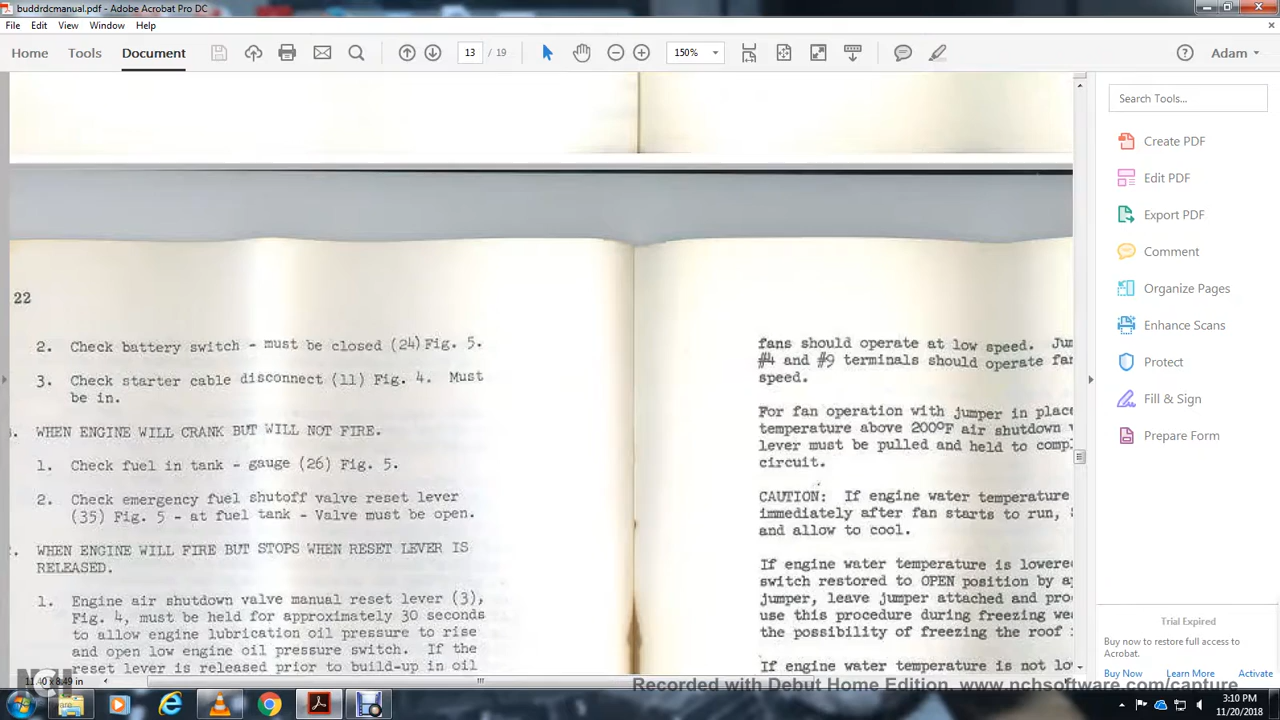 buddrdcmanual.pdf - Adobe Acrobat Pro DC
File Edit View Window Help
Home Tools Document 13 / 19 150% Adam
22
2. Check battery switch - must be closed (24) Fig. 5.
3. Check starter cable disconnect (11) Fig. 4. Must
be in.
WHEN ENGINE WILL CRANK BUT WILL NOT FIRE.
1. Check fuel in tank - gauge (26) Fig. 5.
2. Check emergency fuel shutoff valve reset lever
(35) Fig. 5 - at fuel tank - Valve must be open.
WHEN ENGINE WILL FIRE BUT STOPS WHEN RESET LEVER IS
RELEASED.
1. Engine air shutdown valve manual reset lever (3),
Fig. 4, must be held for approximately 30 seconds
to allow engine lubrication oil pressure to rise
and open low engine oil pressure switch. If the
reset lever is released prior to build-up in oil
fans should operate at low speed.
#4 and #9 terminals should operate
speed.
For fan operation with jumper in place
temperature above 200°F air shutdown
lever must be pulled and held to
circuit.
CAUTION: If engine water temperature
immediately after fan starts to run,
and allow to cool.
If engine water temperature is lowered
switch restored to OPEN position by
jumper, leave jumper attached and
use this procedure during freezing
the possibility of freezing the roof
If engine water temperature is not
Search Tools...
Create PDF
Edit PDF
Export PDF
Comment
Organize Pages
Enhance Scans
Protect
Fill & Sign
Prepare Form
Trial Expired
Buy now to restore full access to
Acrobat.
Buy Now Learn More Activate
11.40 x 8.49 in
Recorded with Debut Home Edition. www.nchsoftware.com/capture
3:10 PM
11/20/2018